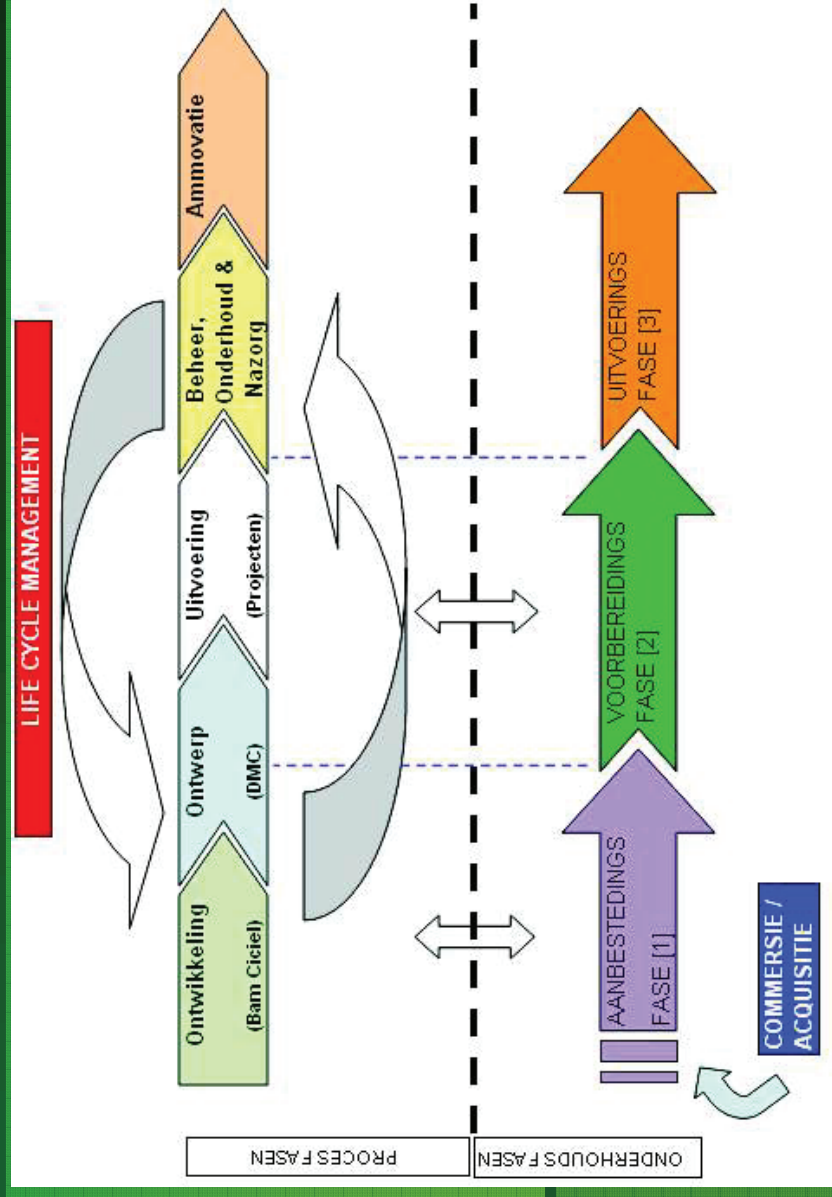 LIFE CYCLE MANAGEMENT
Ontwikkeling
(Bam Ciciel)
Ontwerp
(DMC)
Uitvoering
(Projecten)
Beheer,
Onderhoud &
Nazorg
Ammovatie
PROCES FASEN
ONDERHOUDS FASEN
AANBESTEDINGS
FASE [1]
VOORBEREIDINGS
FASE [2]
UITVOERINGS
FASE [3]
COMMERSIE /
ACQUISITIE